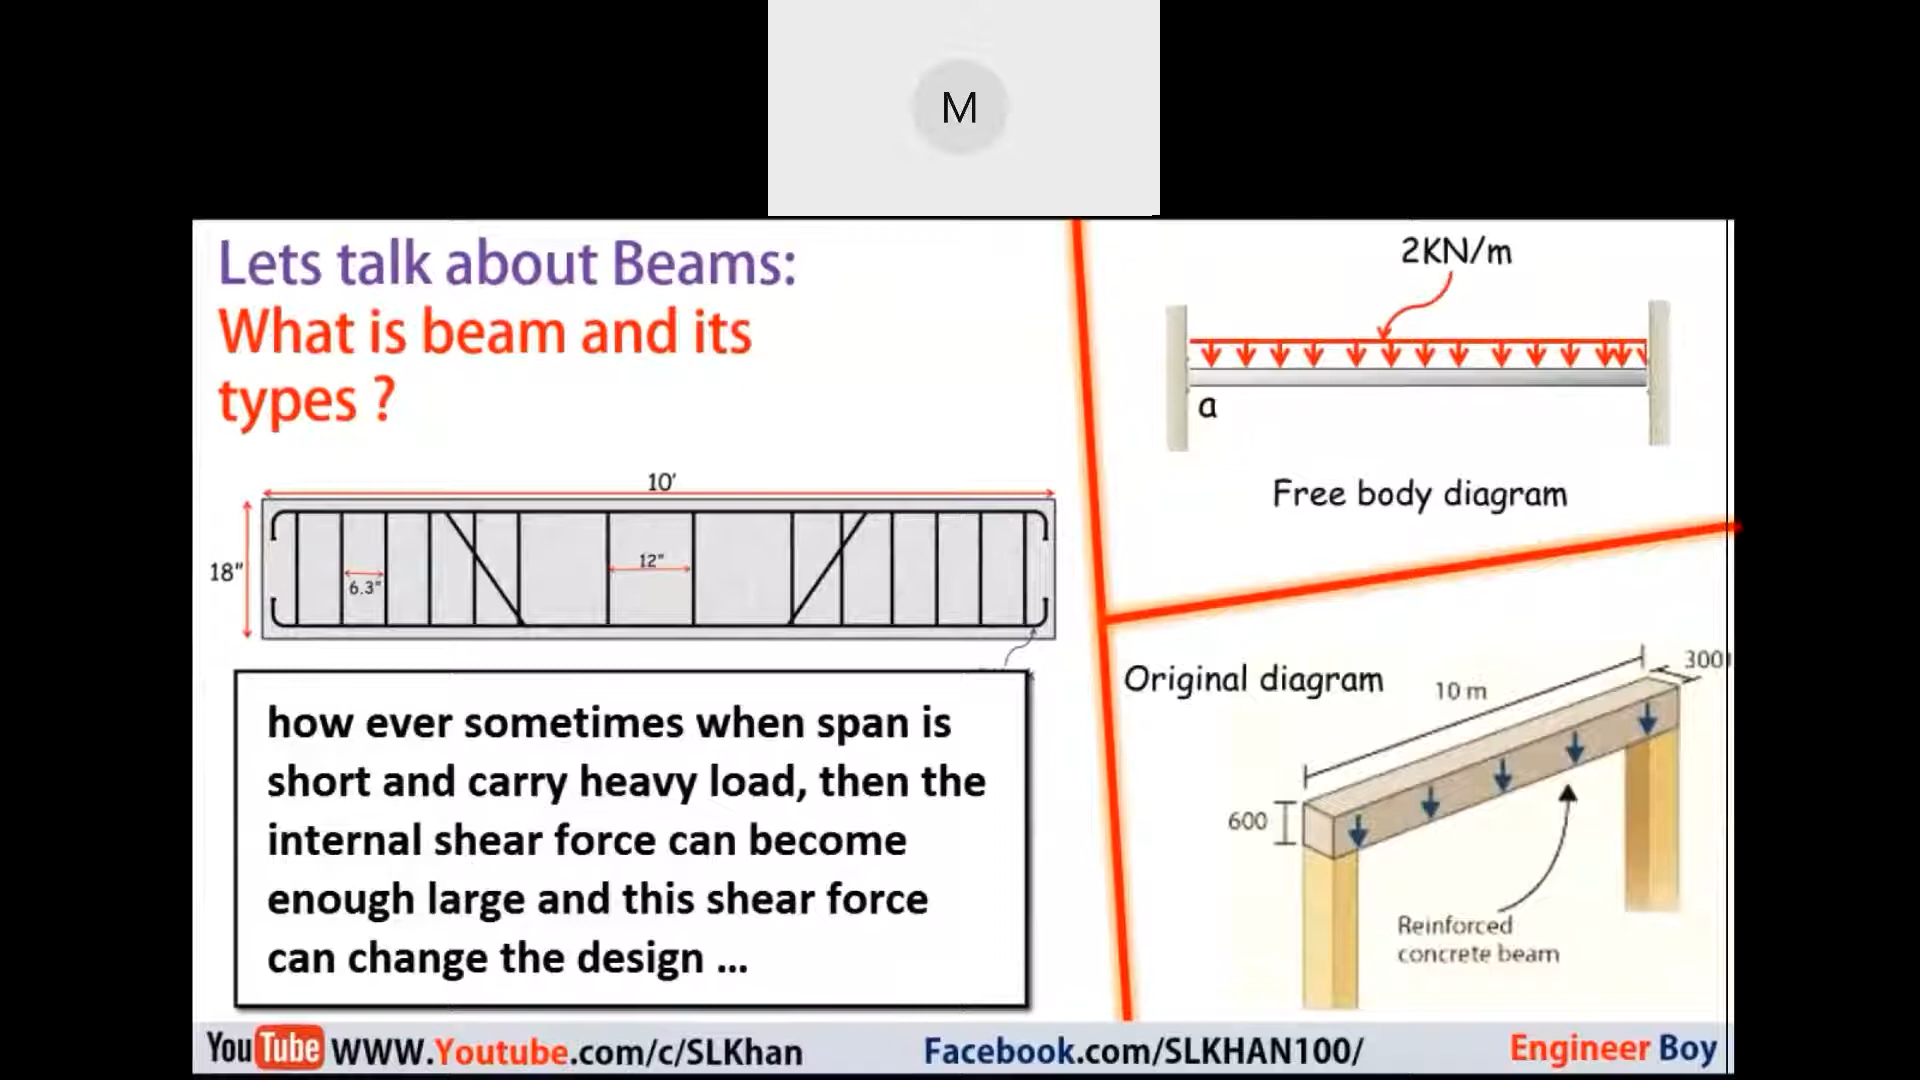 M
Lets talk about Beams:
What is beam and its
types ?
10'
18"
6.3"
12"
how ever sometimes when span is
short and carry heavy load, then the
internal shear force can become
enough large and this shear force
can change the design ...
2KN/m
a
Free body diagram
Original diagram
10 m
300
600
Reinforced
concrete beam
YouTube WWW.Youtube.com/c/SLKhan
Facebook.com/SLKHAN100/
Engineer Boy